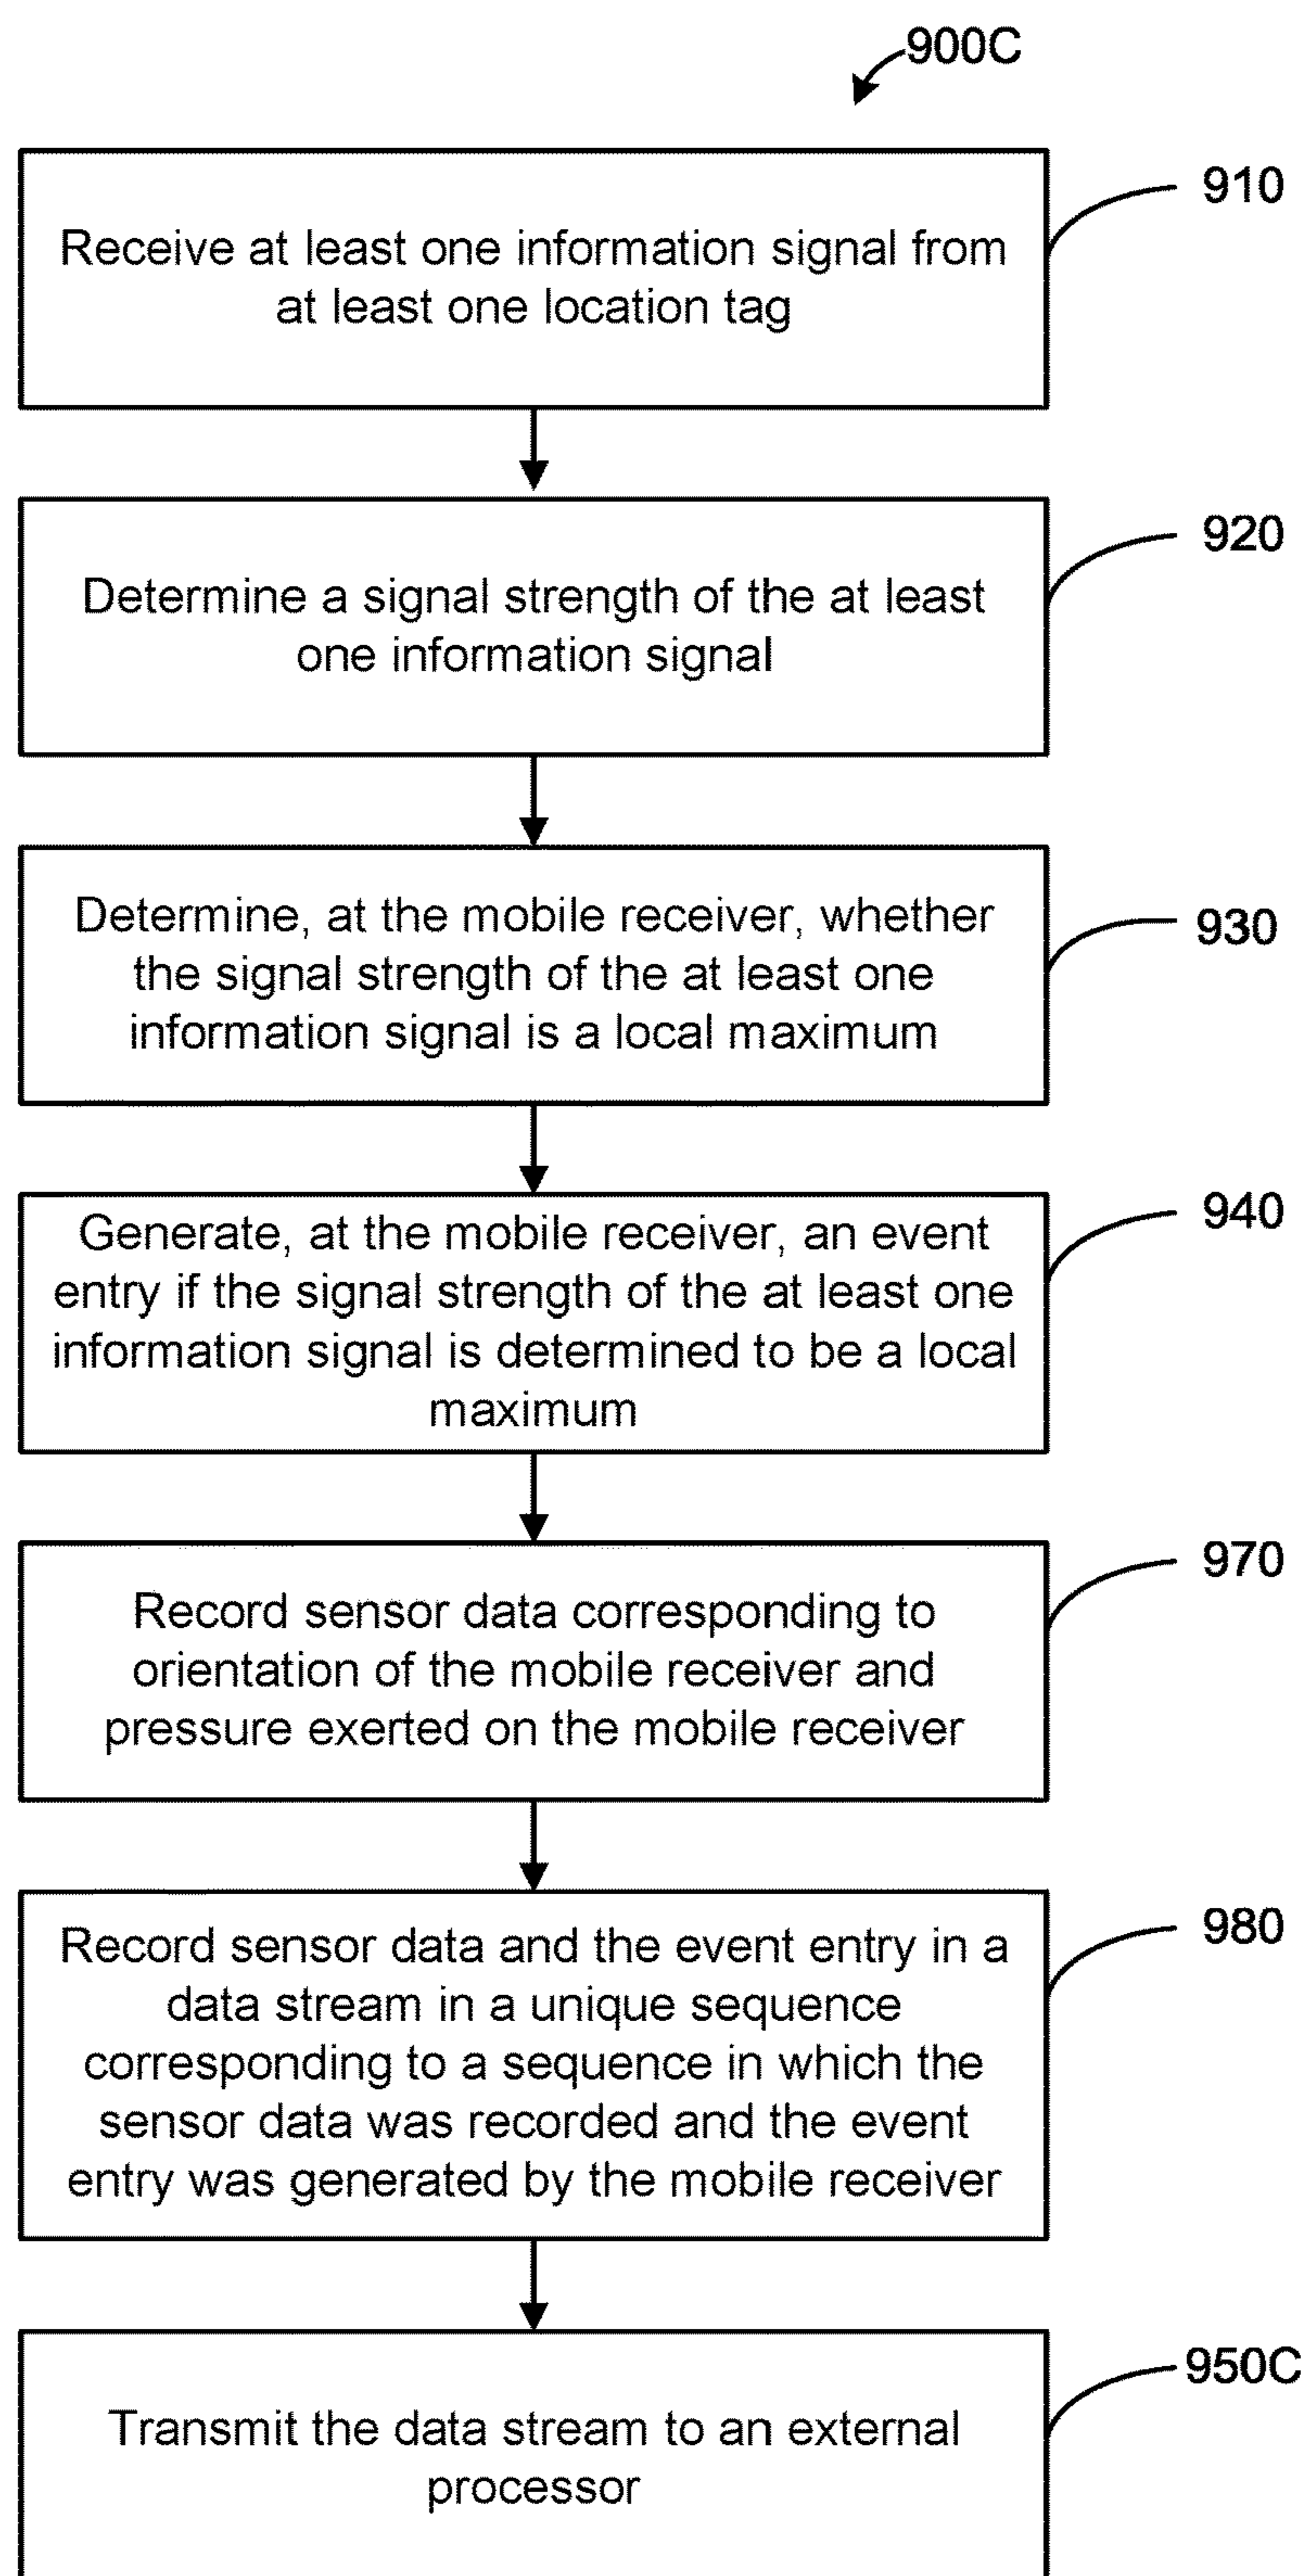 900C
910
Receive at least one information signal from
at least one location tag
920
Determine a signal strength of the at least
one information signal
930
Determine, at the mobile receiver, whether
the signal strength of the at least one
information signal is a local maximum
940
Generate, at the mobile receiver, an event
entry if the signal strength of the at least one
information signal is determined to be a local
maximum
970
Record sensor data corresponding to
orientation of the mobile receiver and
pressure exerted on the mobile receiver
980
Record sensor data and the event entry in a
data stream in a unique sequence
corresponding to a sequence in which the
sensor data was recorded and the event
entry was generated by the mobile receiver
950C
Transmit the data stream to an external
processor